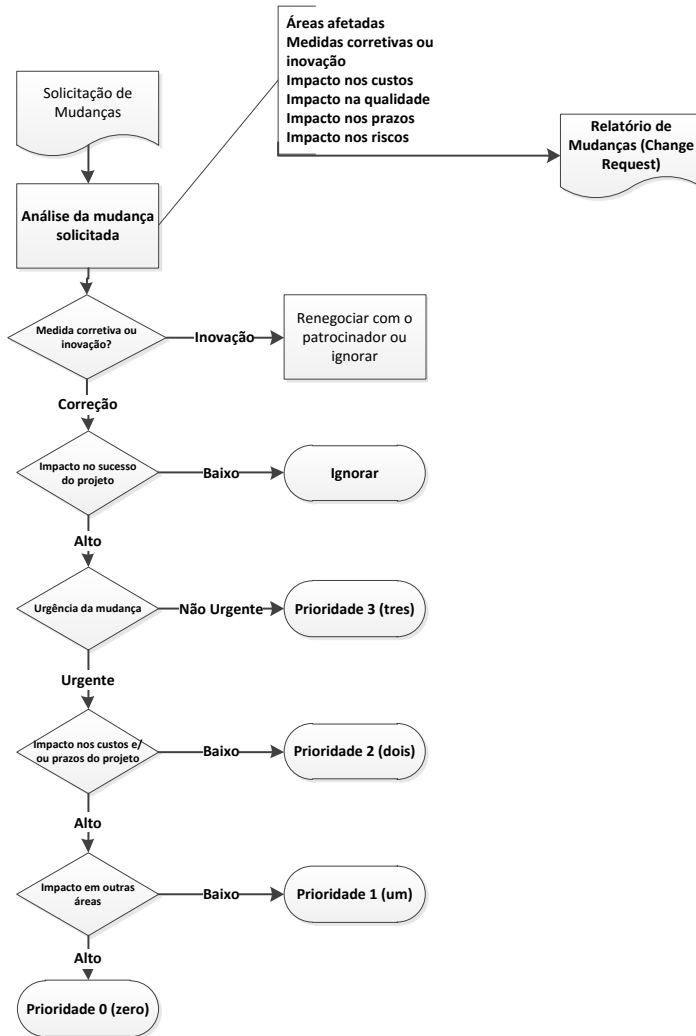 Áreas afetadas
Medidas corretivas ou
inovação
Impacto nos custos
Impacto na qualidade
Impacto nos prazos
Impacto nos riscos
Solicitação de
Mudanças
Relatório de
Mudanças (Change
Request)
Análise da mudança
solicitada
Medida corretiva ou
inovação?
Inovação
Renegociar com o
patrocinador ou
ignorar
Correção
Impacto no sucesso
do projeto
Baixo
Ignorar
Alto
Urgência da mudança
Não Urgente
Prioridade 3 (tres)
Urgente
Impacto nos custos e/
ou prazos do projeto
Baixo
Prioridade 2 (dois)
Alto
Impacto em outras
áreas
Baixo
Prioridade 1 (um)
Alto
Prioridade 0 (zero)